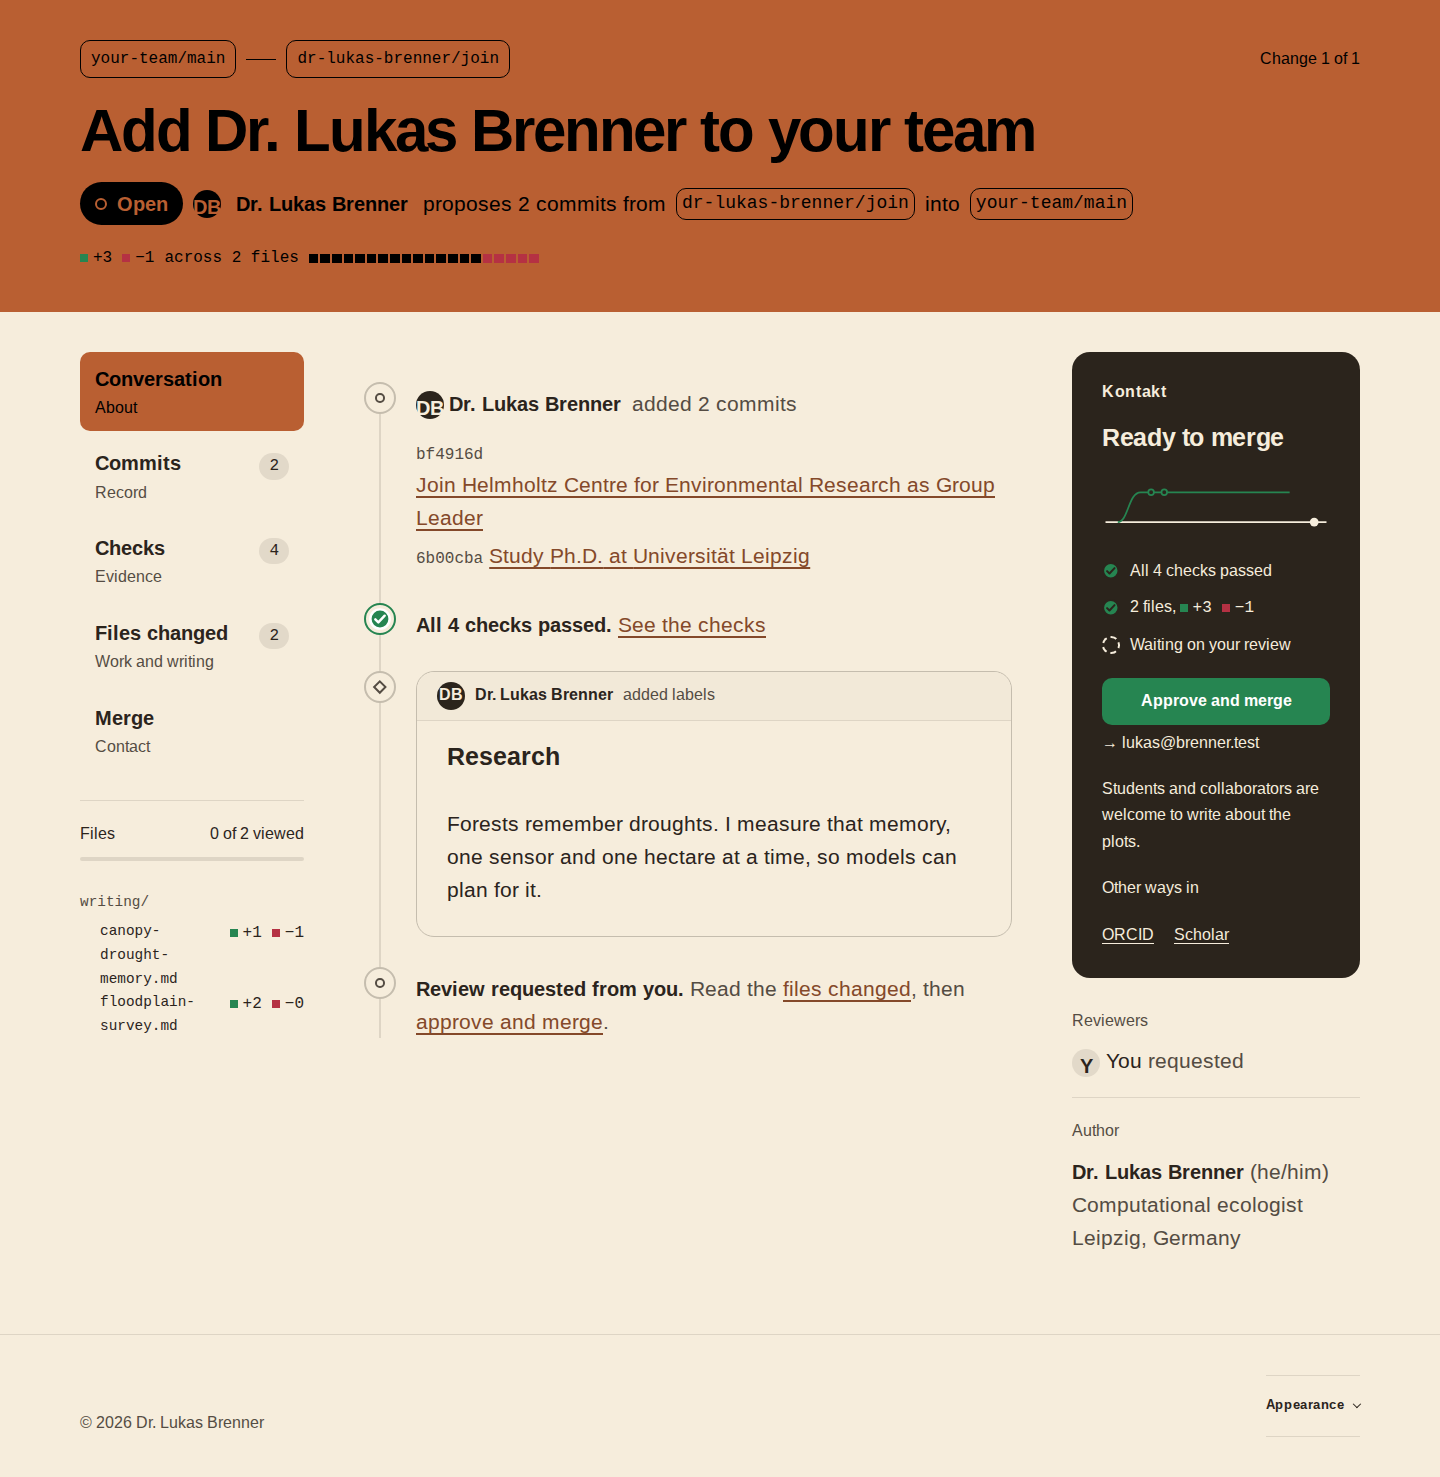 your-team/main dr-lukas-brenner/join
Change 1 of 1
Add Dr. Lukas Brenner to your team
Open DB Dr. Lukas Brenner proposes 2 commits from dr-lukas-brenner/join into your-team/main
+3 −1 across 2 files
Conversation
About
Commits 2
Record
Checks 4
Evidence
Files changed 2
Work and writing
Merge
Contact
Files 0 of 2 viewed
writing/
canopy-
drought-
memory.md
+1 −1
floodplain-
survey.md
+2 −0
DB Dr. Lukas Brenner added 2 commits
bf4916d
Join Helmholtz Centre for Environmental Research as Group
Leader
6b00cba Study Ph.D. at Universität Leipzig
All 4 checks passed. See the checks
DB Dr. Lukas Brenner added labels
Research
Forests remember droughts. I measure that memory,
one sensor and one hectare at a time, so models can
plan for it.
Review requested from you. Read the files changed, then
approve and merge.
Kontakt
Ready to merge
All 4 checks passed
2 files, +3 −1
Waiting on your review
Approve and merge
→ lukas@brenner.test
Students and collaborators are
welcome to write about the
plots.
Other ways in
ORCID Scholar
Reviewers
Y You requested
Author
Dr. Lukas Brenner (he/him)
Computational ecologist
Leipzig, Germany
© 2026 Dr. Lukas Brenner
Appearance